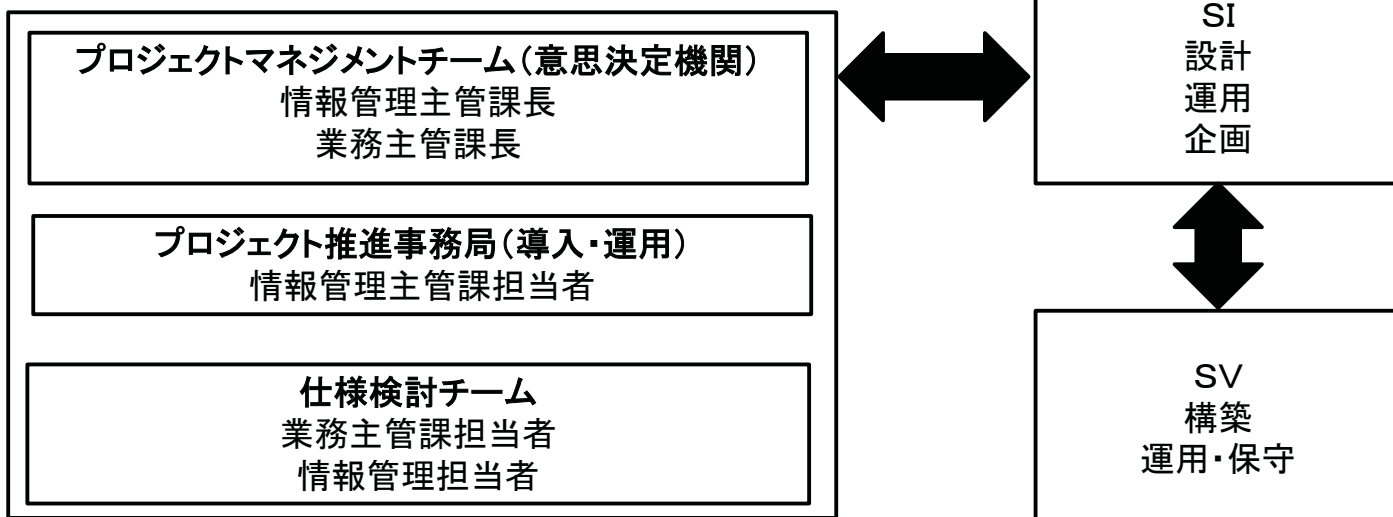 プロジェクトマネジメントチーム(意思決定機関)
情報管理主管課長
業務主管課長
プロジェクト推進事務局(導入・運用)
情報管理主管課担当者
仕様検討チーム
業務主管課担当者
情報管理担当者
SI
設計
運用
企画
SV
構築
運用・保守